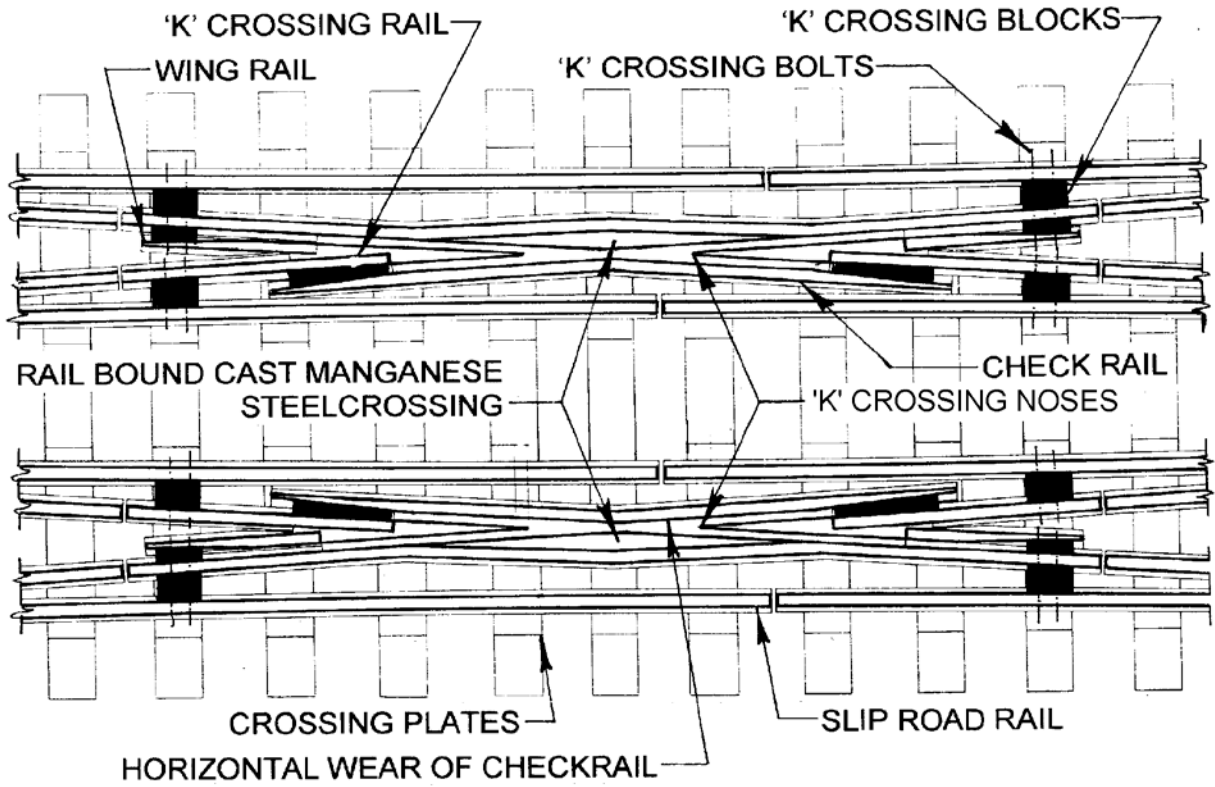 'K' CROSSING RAIL
'K' CROSSING BLOCKS
WING RAIL
'K' CROSSING BOLTS
RAIL BOUND CAST MANGANESE
STEELCROSSING
CHECK RAIL
'K' CROSSING NOSES
CROSSING PLATES
SLIP ROAD RAIL
HORIZONTAL WEAR OF CHECKRAIL